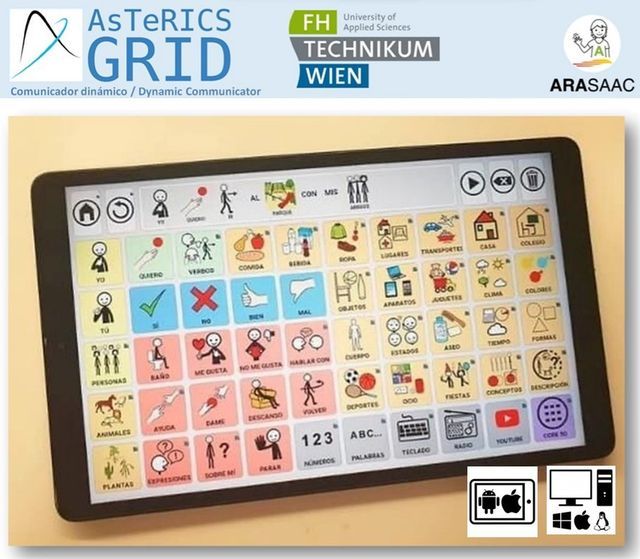 AsTeRICS
GRID
Comunicador dinámico / Dynamic Communicator
FH University of
Applied Sciences
TECHNIKUM
WIEN
A
ARASAAC
YO QUIERO IR AL PARQUE CON MIS AMIGOS
YO QUIERO VERBOS COMIDA BEBIDA ROPA LUGARES TRANSPORTES CASA COLEGIO
TÚ SÍ NO BIEN MAL OBJETOS APARATOS JUGUETES CLIMA COLORES
PERSONAS BAÑO ME GUSTA NO ME GUSTA HABLAR CON CUERPO ESTADOS ASEO TIEMPO FORMAS
ANIMALES AYUDA DAME DESCANSO VOLVER DEPORTES OCIO FIESTAS CONCEPTOS DESCRIPCIÓN
123 ABC...
PLANTAS EXPRESIONES SOBRE MÍ PARAR NÚMEROS PALABRAS TECLADO RADIO YOUTUBE CORE 50